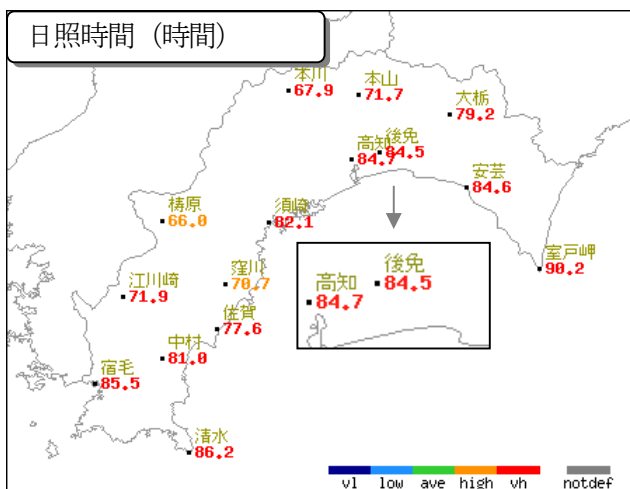 日照時間（時間）
本川
67.9
本山
71.7
大栃
79.2
高知
84.7
後免
84.5
安芸
84.6
梼原
66.0
須崎
82.1
室戸岬
90.2
江川崎
71.9
窪川
70.7
後免
84.5
高知
84.7
佐賀
77.6
中村
81.0
宿毛
85.5
清水
86.2
vl low ave high vh notdef